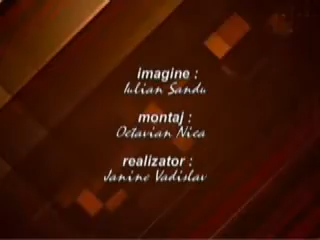 imagine :
Iulian Sandu
montaj :
Octavian Nica
realizator :
Janine Vadislav